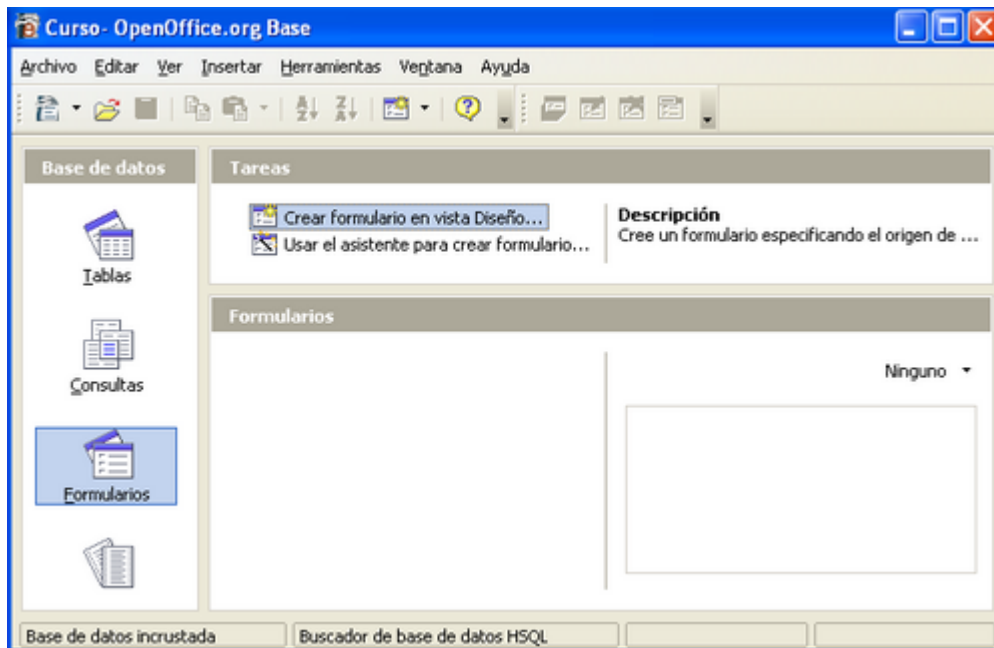 Curso- OpenOffice.org Base
Archivo Editar Ver Insertar Herramientas Ventana Ayuda
Base de datos
Tareas
Crear formulario en vista Diseño...
Usar el asistente para crear formulario...
Descripción
Cree un formulario especificando el origen de ...
Tablas
Consultas
Formularios
Formularios
Ninguno
Base de datos incrustada
Buscador de base de datos HSQL